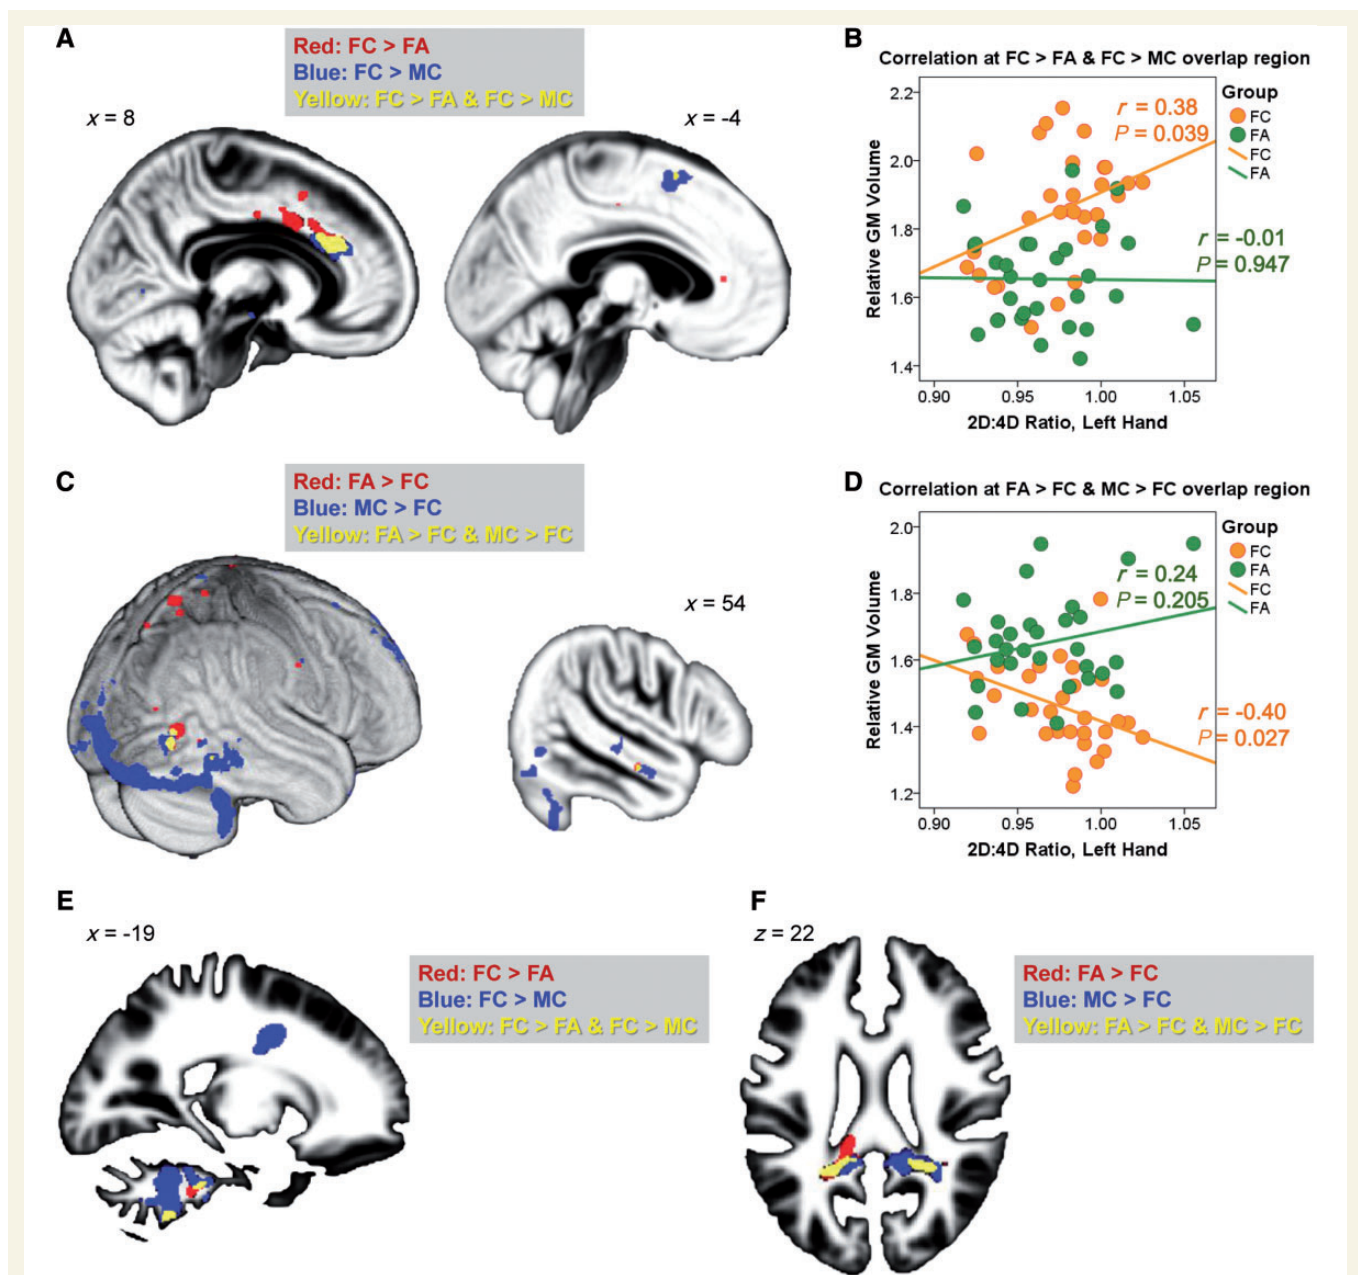 A
Red: FC > FA
Blue: FC > MC
Yellow: FC > FA & FC > MC
x = 8
x = -4
B
Correlation at FC > FA & FC > MC overlap region
2.2
2.0
1.8
1.6
1.4
Relative GM Volume
0.90 0.95 1.00 1.05
2D:4D Ratio, Left Hand
r = 0.38
P = 0.039
r = -0.01
P = 0.947
Group
FC
FA
FC
FA
C
Red: FA > FC
Blue: MC > FC
Yellow: FA > FC & MC > FC
x = 54
D
Correlation at FA > FC & MC > FC overlap region
2.0
1.8
1.6
1.4
1.2
Relative GM Volume
0.90 0.95 1.00 1.05
2D:4D Ratio, Left Hand
r = 0.24
P = 0.205
r = -0.40
P = 0.027
Group
FC
FA
FC
FA
E
x = -19
Red: FC > FA
Blue: FC > MC
Yellow: FC > FA & FC > MC
F
z = 22
Red: FA > FC
Blue: MC > FC
Yellow: FA > FC & MC > FC